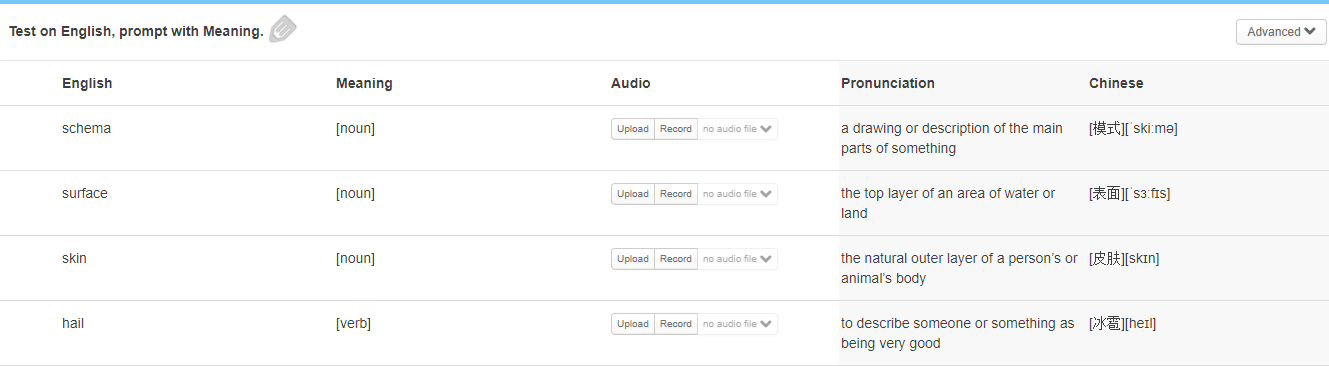 Test on English, prompt with Meaning.
Advanced
English Meaning Audio Pronunciation Chinese
schema [noun] Upload Record no audio file a drawing or description of the main [模式][ˈskiːmə]
parts of something
surface [noun] Upload Record no audio file the top layer of an area of water or [表面][ˈsɜːfɪs]
land
skin [noun] Upload Record no audio file the natural outer layer of a person’s or [皮肤][skɪn]
animal’s body
hail [verb] Upload Record no audio file to describe someone or something as [冰雹][heɪl]
being very good